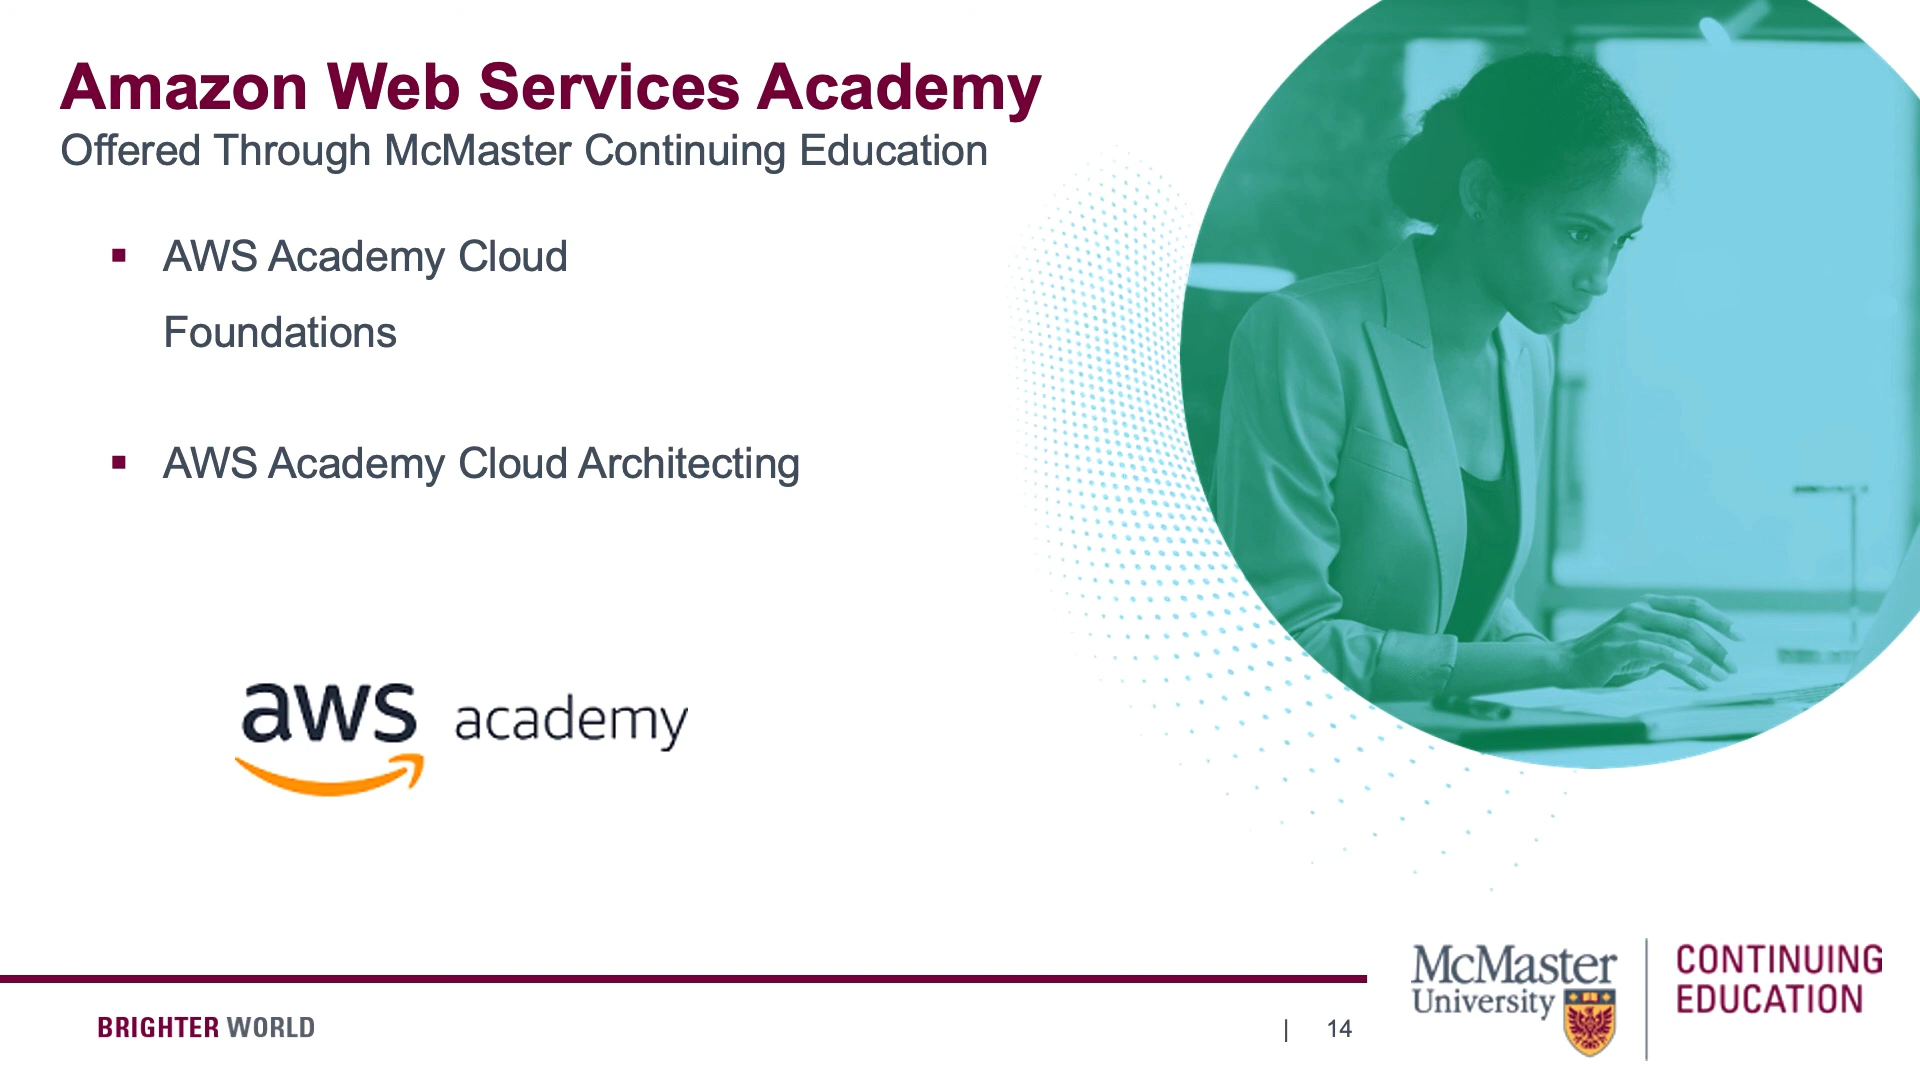 Amazon Web Services Academy
Offered Through McMaster Continuing Education
▪ AWS Academy Cloud
Foundations
▪ AWS Academy Cloud Architecting
aws academy
BRIGHTER WORLD
| 14
McMaster
University
CONTINUING
EDUCATION